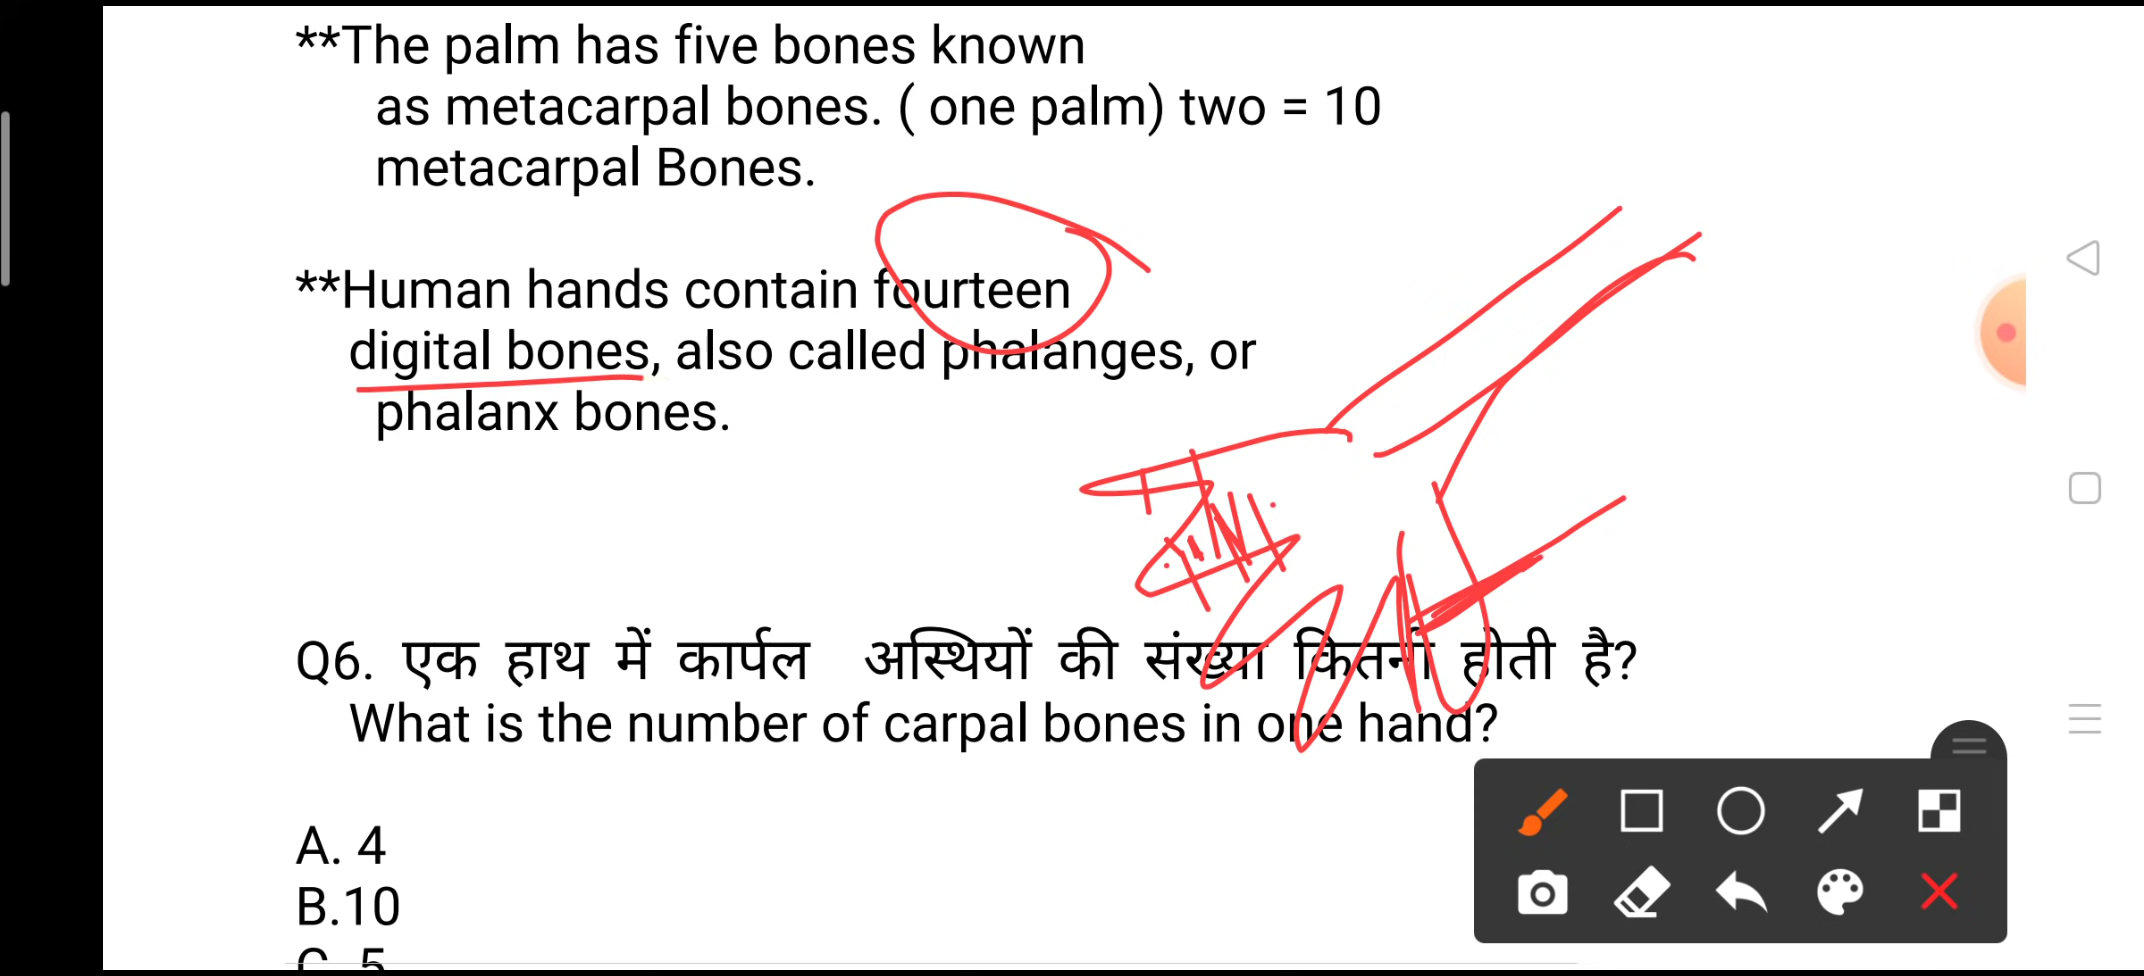 **The palm has five bones known
as metacarpal bones. ( one palm) two = 10
metacarpal Bones.
**Human hands contain fourteen
digital bones, also called phalanges, or
phalanx bones.
Q6. एक हाथ में कार्पल अस्थियों की संख्या कितनी होती है?
What is the number of carpal bones in one hand?
A. 4
B.10
C. 5